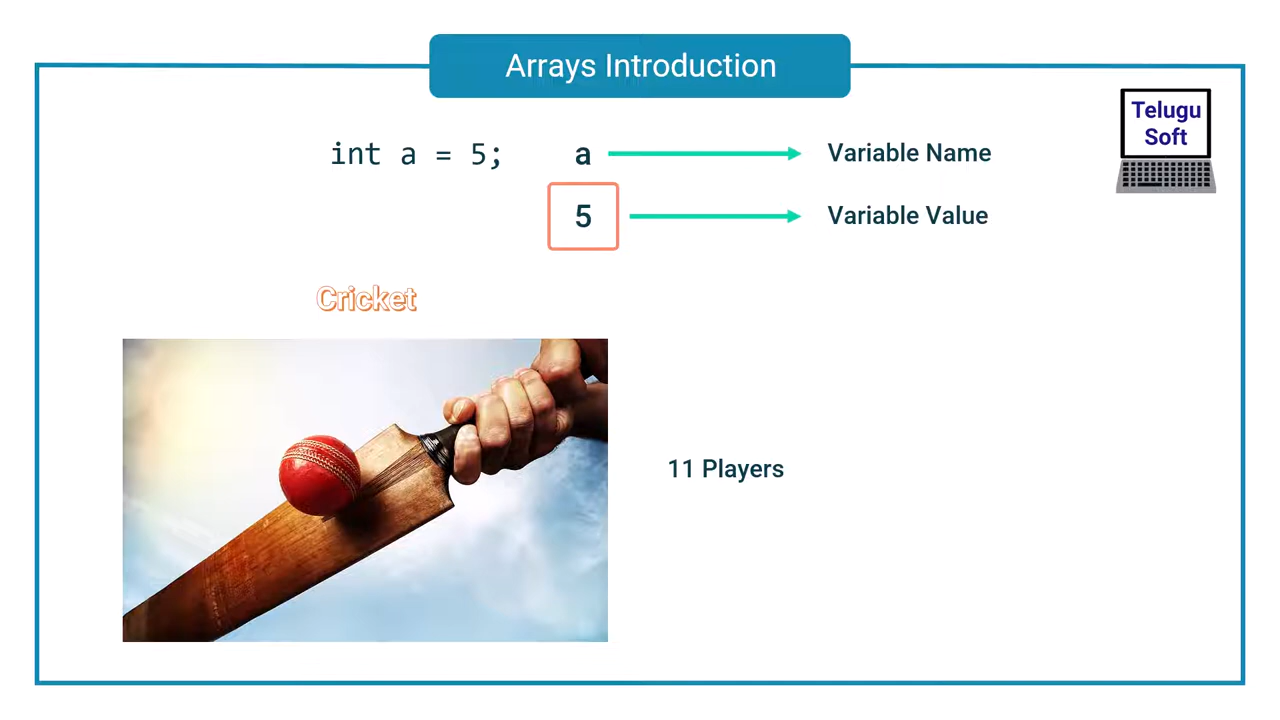 Arrays Introduction
Telugu
Soft
int a = 5; a Variable Name
5 Variable Value
Cricket
11 Players